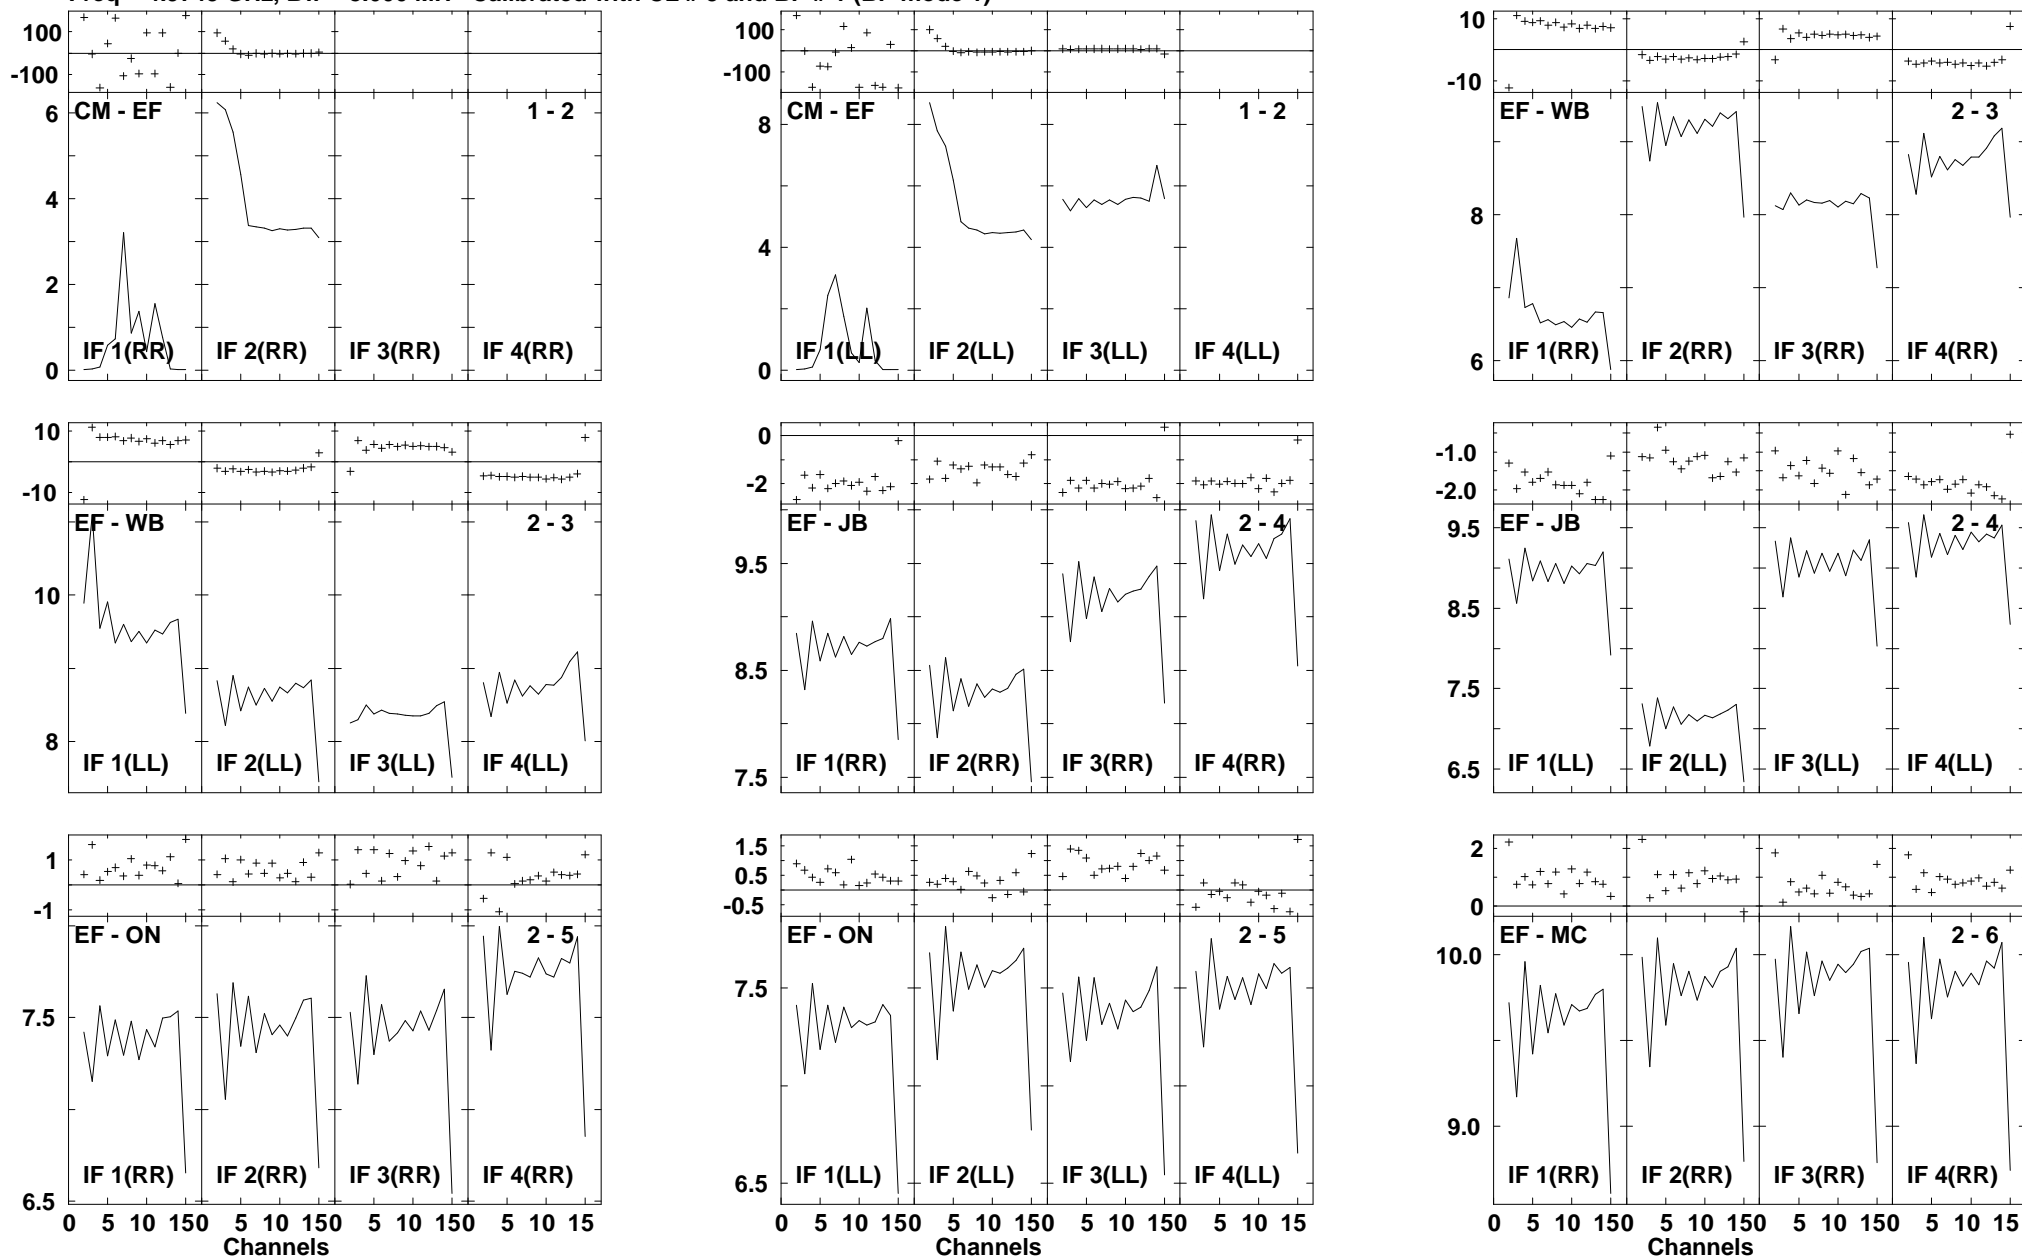 100
-100
CM - EF 1 - 2
6
4
2
0
IF 1(RR) IF 2(RR) IF 3(RR) IF 4(RR)
100
-100
CM - EF 1 - 2
8
4
0
IF 1(LL) IF 2(LL) IF 3(LL) IF 4(LL)
10
-10
EF - WB 2 - 3
8
6
IF 1(RR) IF 2(RR) IF 3(RR) IF 4(RR)
10
-10
EF - WB 2 - 3
10
8
IF 1(LL) IF 2(LL) IF 3(LL) IF 4(LL)
0
-2
EF - JB 2 - 4
9.5
8.5
7.5
IF 1(RR) IF 2(RR) IF 3(RR) IF 4(RR)
-1.0
-2.0
EF - JB 2 - 4
9.5
8.5
7.5
6.5
IF 1(LL) IF 2(LL) IF 3(LL) IF 4(LL)
1
-1
EF - ON 2 - 5
7.5
6.5
IF 1(RR) IF 2(RR) IF 3(RR) IF 4(RR)
0 5 10 150 5 10 150 5 10 150 5 10 15
Channels
1.5
0.5
-0.5
EF - ON 2 - 5
7.5
6.5
IF 1(LL) IF 2(LL) IF 3(LL) IF 4(LL)
0 5 10 150 5 10 150 5 10 150 5 10 15
Channels
2
0
EF - MC 2 - 6
10.0
9.0
IF 1(RR) IF 2(RR) IF 3(RR) IF 4(RR)
0 5 10 150 5 10 150 5 10 150 5 10 15
Channels